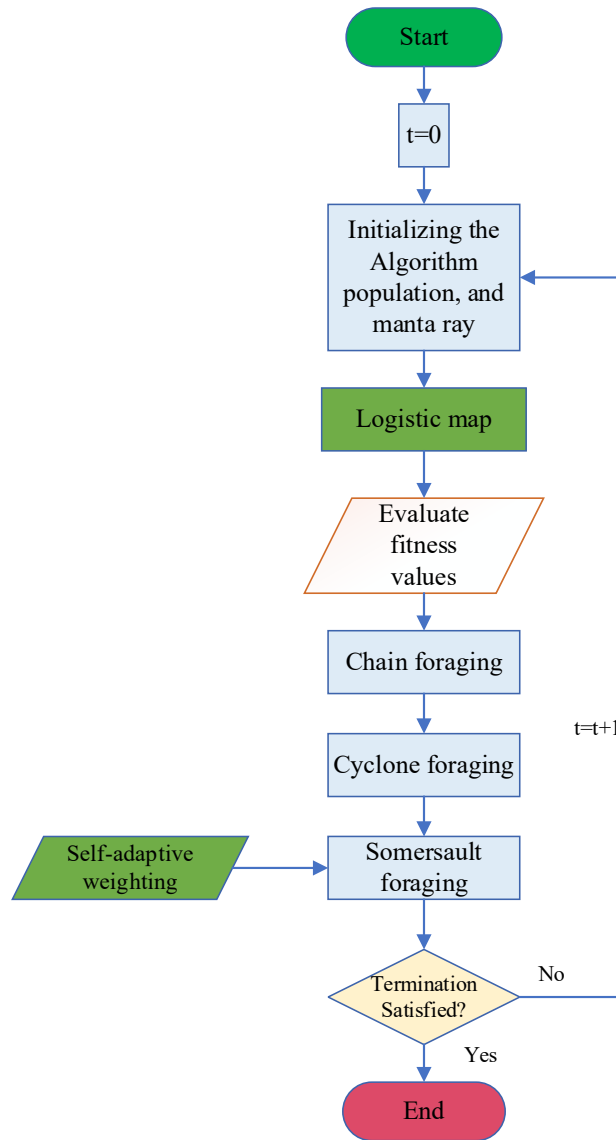 Start
t=0
Initializing the
Algorithm
population, and
manta ray
Logistic map
Evaluate
fitness
values
Chain foraging
t=t+1
Cyclone foraging
Self-adaptive
weighting
Somersault
foraging
Termination
Satisfied?
No
Yes
End